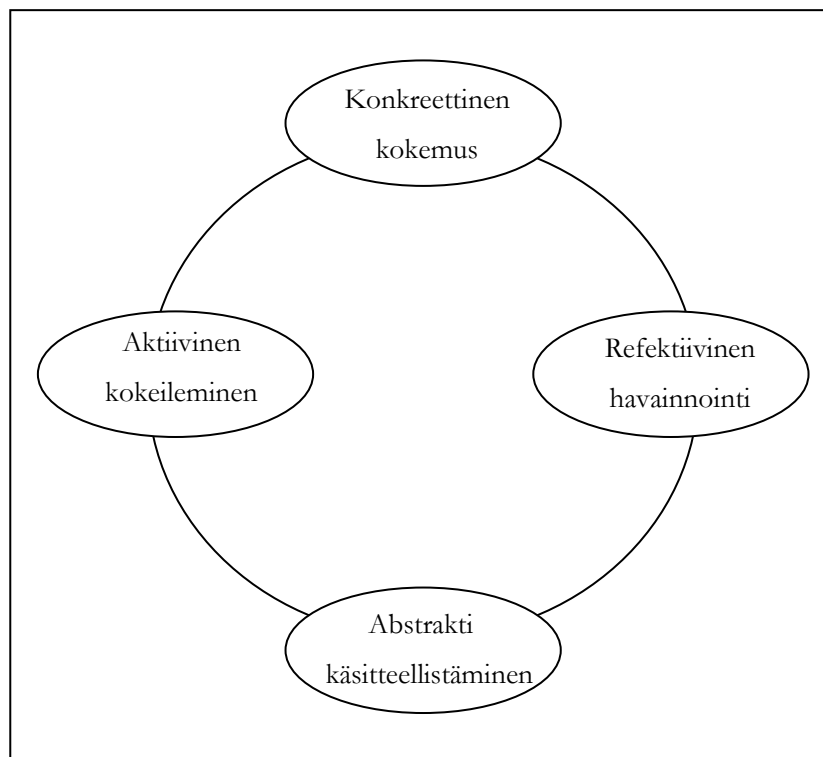 Konkreettinen
kokemus
Aktiivinen
kokeileminen
Refektiivinen
havainnointi
Abstrakti
käsitteellistäminen